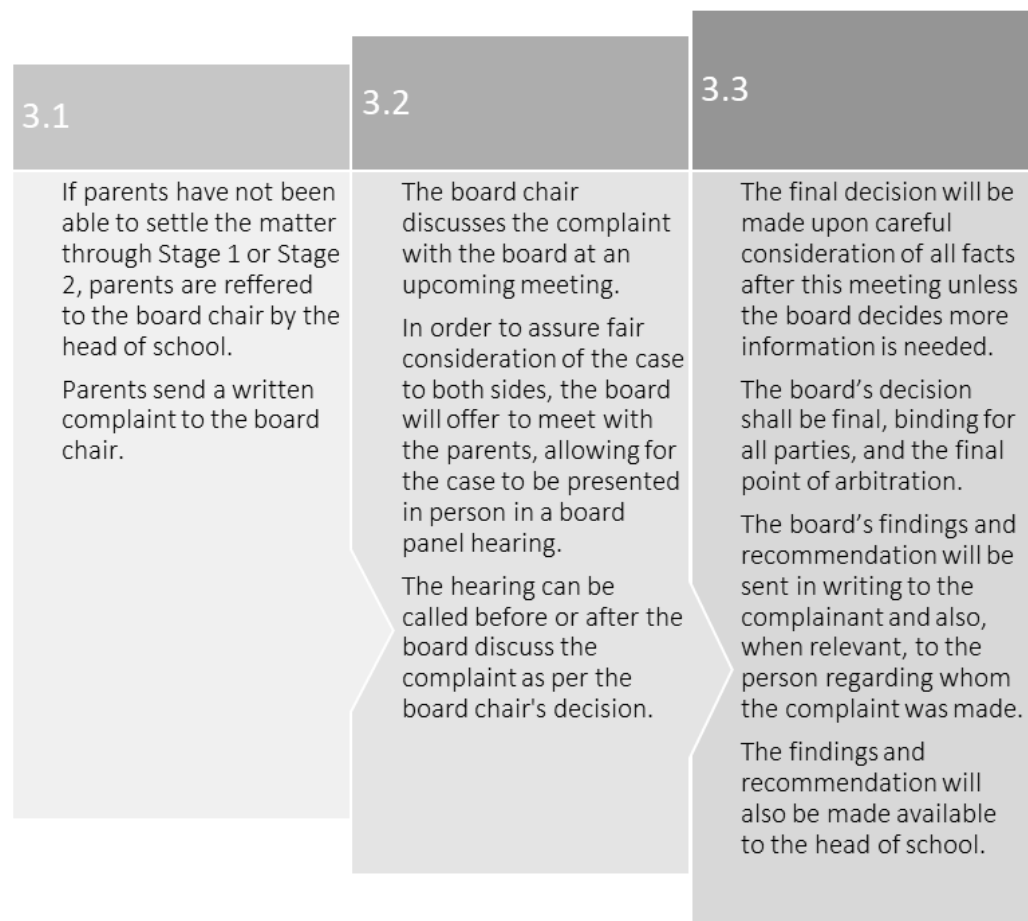 3.1
If parents have not been
able to settle the matter
through Stage 1 or Stage
2, parents are reffered
to the board chair by the
head of school.
Parents send a written
complaint to the board
chair.
3.2
The board chair
discusses the complaint
with the board at an
upcoming meeting.
In order to assure fair
consideration of the case
to both sides, the board
will offer to meet with
the parents, allowing for
the case to be presented
in person in a board
panel hearing.
The hearing can be
called before or after the
board discuss the
complaint as per the
board chair's decision.
3.3
The final decision will be
made upon careful
consideration of all facts
after this meeting unless
the board decides more
information is needed.
The board’s decision
shall be final, binding for
all parties, and the final
point of arbitration.
The board’s findings and
recommendation will be
sent in writing to the
complainant and also,
when relevant, to the
person regarding whom
the complaint was made.
The findings and
recommendation will
also be made available
to the head of school.